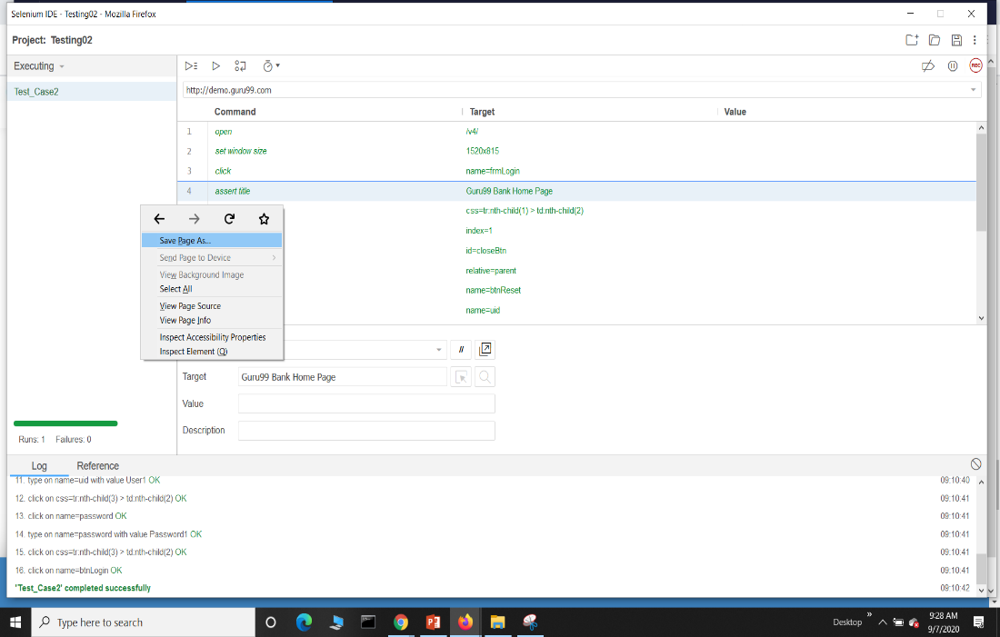 Selenium IDE - Testing02 - Mozilla Firefox
Project: Testing02
Executing
REC
Test_Case2
http://demo.guru99.com
Command Target Value
1 open /v4/
2 set window size 1520x815
3 click name=frmLogin
4 assert title Guru99 Bank Home Page
css=tr:nth-child(1) > td:nth-child(2)
index=1
id=closeBtn
relative=parent
name=btnReset
name=uid
Save Page As...
Send Page to Device
View Background Image
Select All
View Page Source
View Page Info
Inspect Accessibility Properties
Inspect Element (Q)
//
Target Guru99 Bank Home Page
Value
Description
Runs: 1 Failures: 0
Log Reference
11. type on name=uid with value User1 OK 09:10:40
12. click on css=tr:nth-child(3) > td:nth-child(2) OK 09:10:41
13. click on name=password OK 09:10:41
14. type on name=password with value Password1 OK 09:10:41
15. click on css=tr:nth-child(3) > td:nth-child(2) OK 09:10:41
16. click on name=btnLogin OK 09:10:41
'Test_Case2' completed successfully 09:10:42
Type here to search
Desktop
9:28 AM
9/7/2020